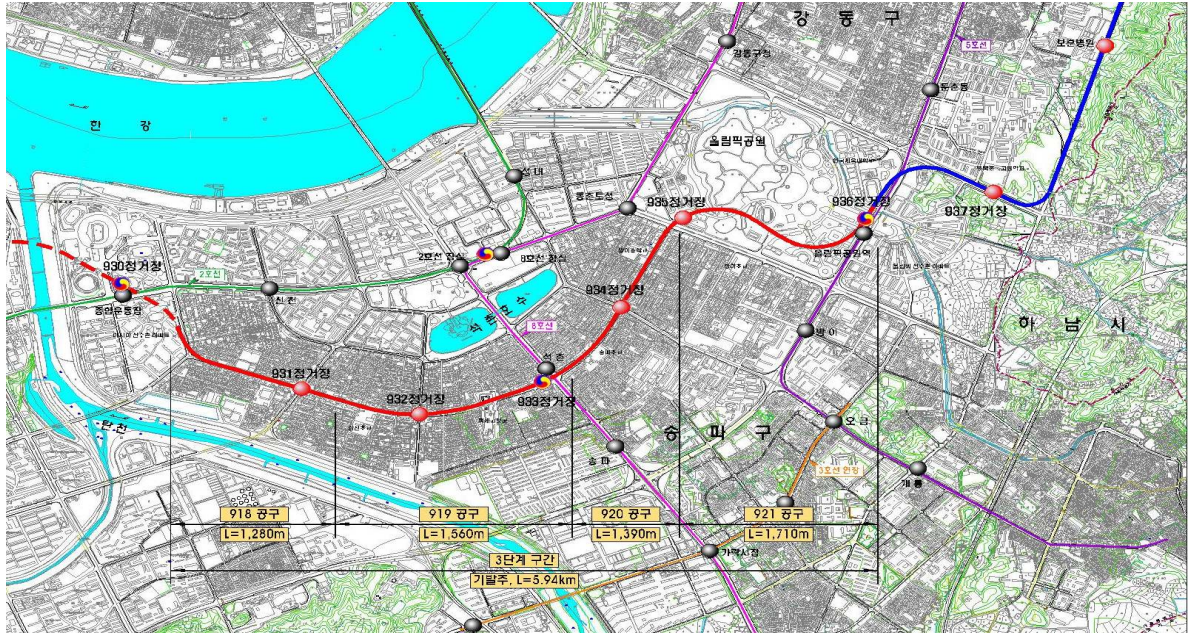 강 동 구
5호선
보훈병원
강동구청
둔촌동
한 강
올림픽공원
성 내
몽촌토성
935정거장
936정거장
937정거장
올림픽공원역
2호선 잠실
8호선 잠실
930정거장
종합운동장
2호선
신 천
934정거장
석 촌 호 수
8호선
방 이
하 남 시
석 촌
931정거장
932정거장
933정거장
탄 천
송 파 구
송 파
오 금
3호선 연장
개 롱
918 공구
L=1,280m
919 공구
L=1,560m
920 공구
L=1,390m
921 공구
L=1,710m
가락시장
3단계 구간
기발주, L=5.94km